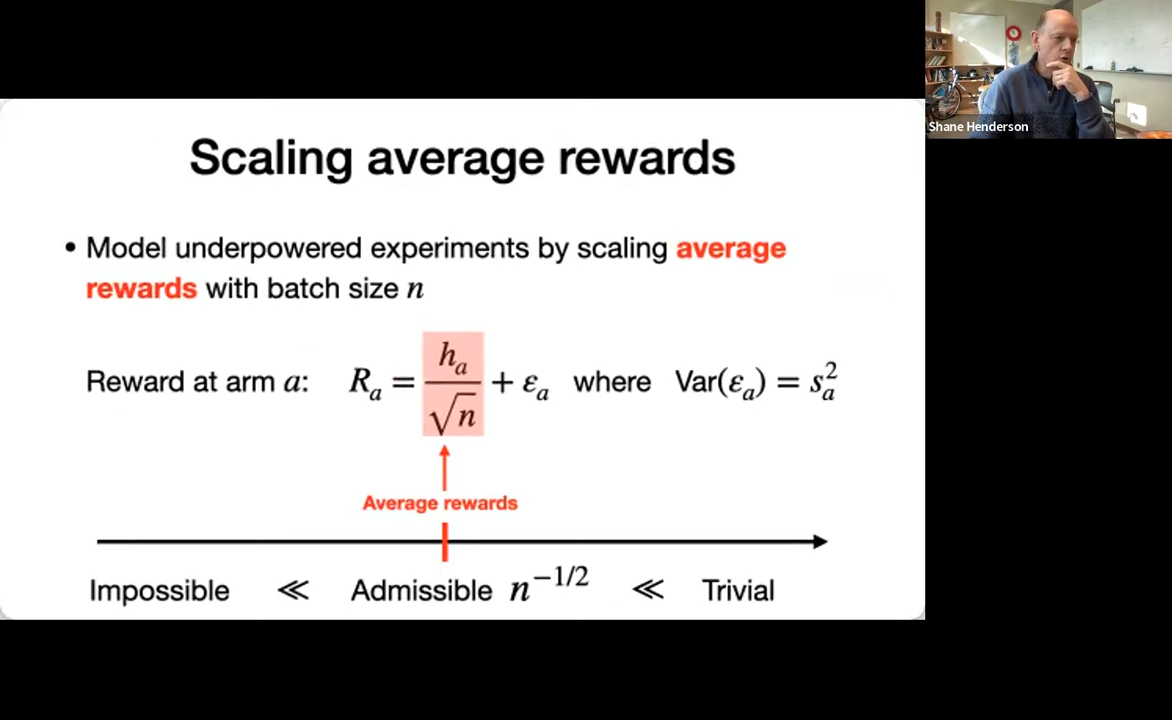 Scaling average rewards
• Model underpowered experiments by scaling average
rewards with batch size n
Reward at arm a: R_a = h_a/√n + ε_a where Var(ε_a) = s_a^2
Average rewards
Impossible ≪ Admissible n^{-1/2} ≪ Trivial
Shane Henderson